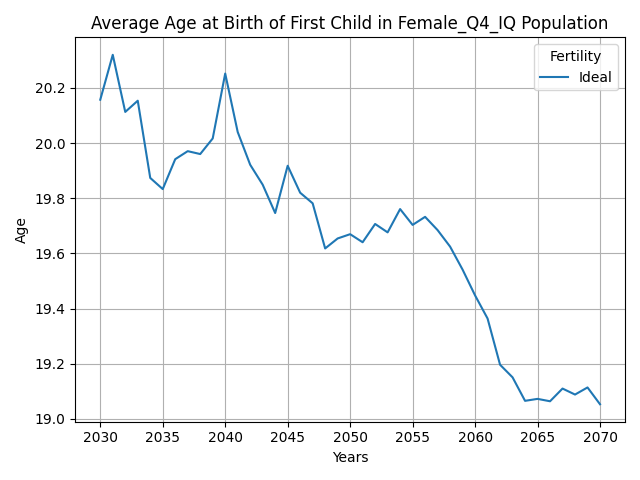 Average Age at Birth of First Child in Female_Q4_IQ Population
Fertility
Ideal
Age
20.2
20.0
19.8
19.6
19.4
19.2
19.0
2030 2035 2040 2045 2050 2055 2060 2065 2070
Years